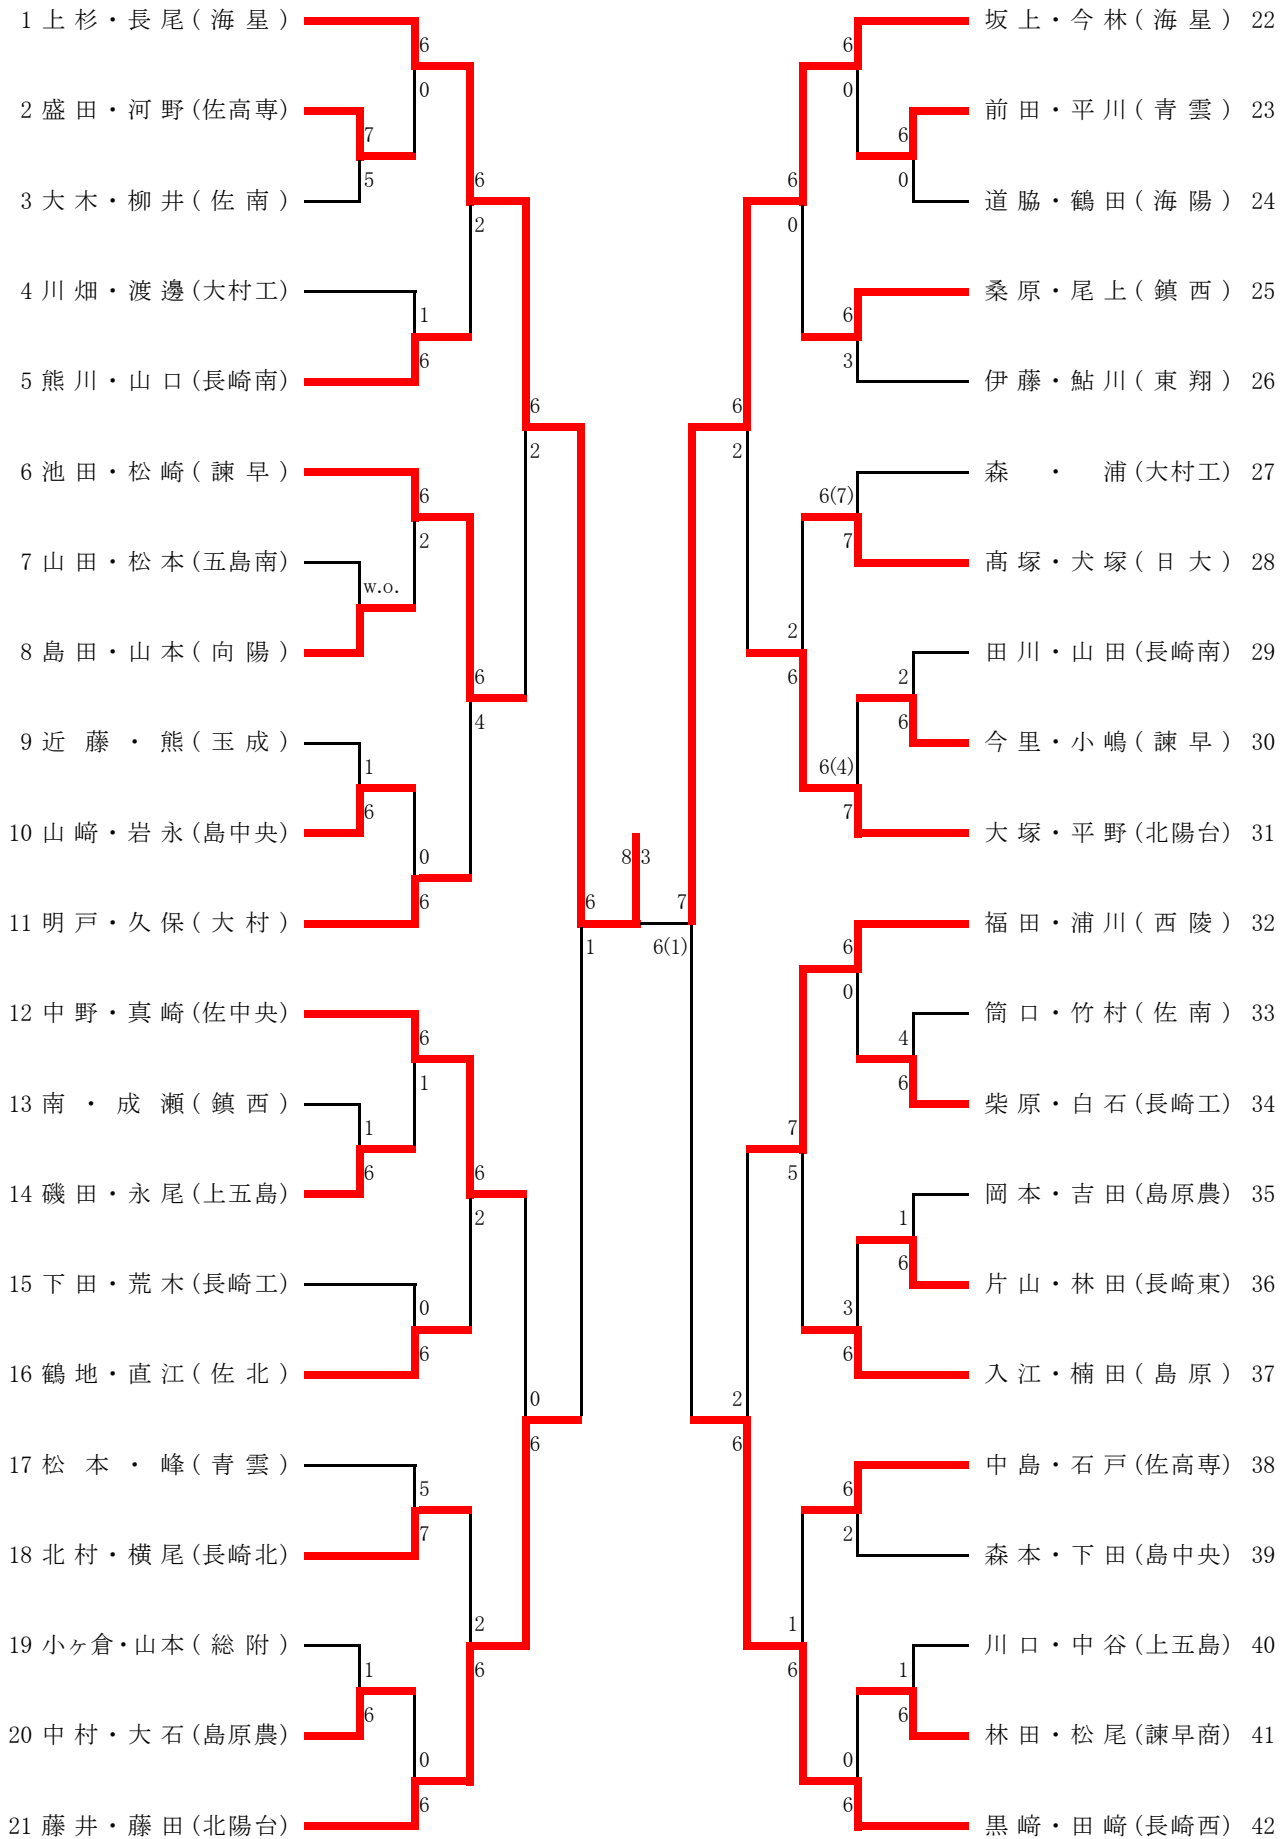 1 上杉・長尾(海星)
6
0
2 盛田・河野(佐高専)
7
5
3 大木・柳井(佐南)
6
2
4 川畑・渡邊(大村工)
1
6
5 熊川・山口(長崎南)
6
2
6 池田・松崎(諫早)
6
2
7 山田・松本(五島南)
w.o.
8 島田・山本(向陽)
6
4
9 近藤・熊(玉成)
1
6
10 山﨑・岩永(島中央)
0
6
11 明戸・久保(大村)
6
1
12 中野・真崎(佐中央)
6
1
13 南・成瀬(鎮西)
1
6
14 磯田・永尾(上五島)
6
2
15 下田・荒木(長崎工)
0
6
16 鶴地・直江(佐北)
0
6
17 松本・峰(青雲)
5
7
18 北村・横尾(長崎北)
2
6
19 小ヶ倉・山本(総附)
1
6
20 中村・大石(島原農)
0
6
21 藤井・藤田(北陽台)
8 3
坂上・今林(海星) 22
6
0
前田・平川(青雲) 23
6
0
道脇・鶴田(海陽) 24
6
0
桑原・尾上(鎮西) 25
6
3
伊藤・鮎川(東翔) 26
6
2
森・浦(大村工) 27
6(7)
7
髙塚・犬塚(日大) 28
2
6
田川・山田(長崎南) 29
2
6
今里・小嶋(諫早) 30
6(4)
7
大塚・平野(北陽台) 31
7
6(1)
福田・浦川(西陵) 32
6
0
筒口・竹村(佐南) 33
4
6
柴原・白石(長崎工) 34
7
5
岡本・吉田(島原農) 35
1
6
片山・林田(長崎東) 36
3
6
入江・楠田(島原) 37
2
6
中島・石戸(佐高専) 38
6
2
森本・下田(島中央) 39
1
6
川口・中谷(上五島) 40
1
6
林田・松尾(諫早商) 41
0
6
黒﨑・田﨑(長崎西) 42